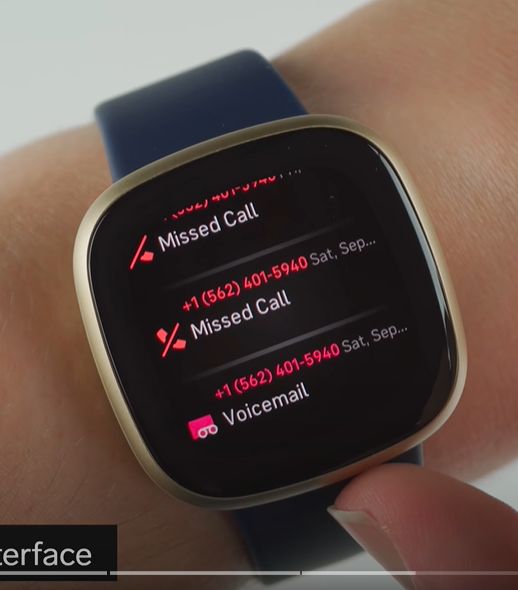 Missed Call
+1 (562) 401-5940 Sat, Sep...
Missed Call
+1 (562) 401-5940 Sat, Sep...
Voicemail
terface